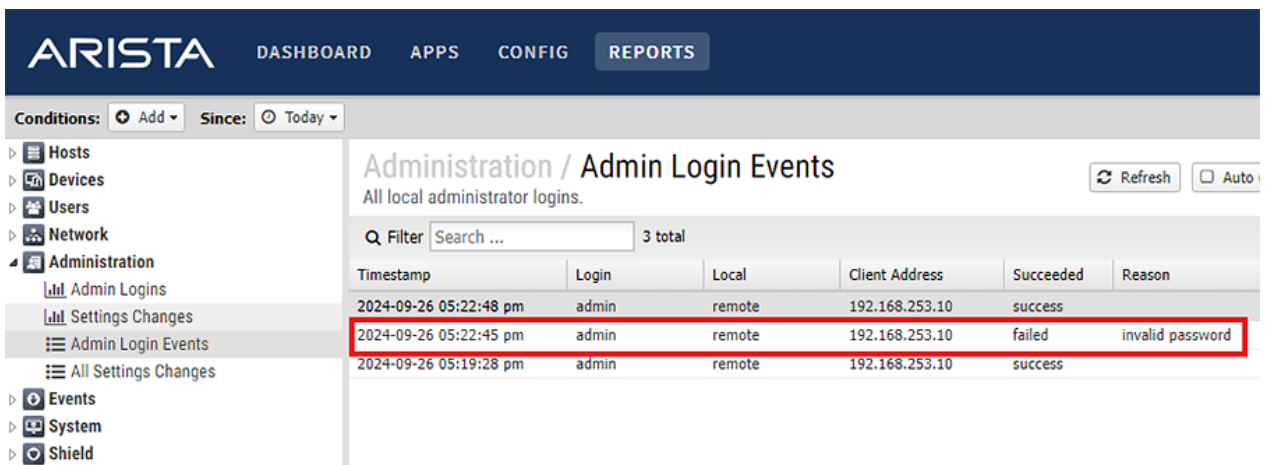 ARISTA DASHBOARD APPS CONFIG REPORTS
Conditions: Add Since: Today
Hosts
Devices
Users
Network
Administration
Admin Logins
Settings Changes
Admin Login Events
All Settings Changes
Events
System
Shield
Administration / Admin Login Events
All local administrator logins.
Refresh Auto
Filter Search ... 3 total
Timestamp Login Local Client Address Succeeded Reason
2024-09-26 05:22:48 pm admin remote 192.168.253.10 success
2024-09-26 05:22:45 pm admin remote 192.168.253.10 failed invalid password
2024-09-26 05:19:28 pm admin remote 192.168.253.10 success